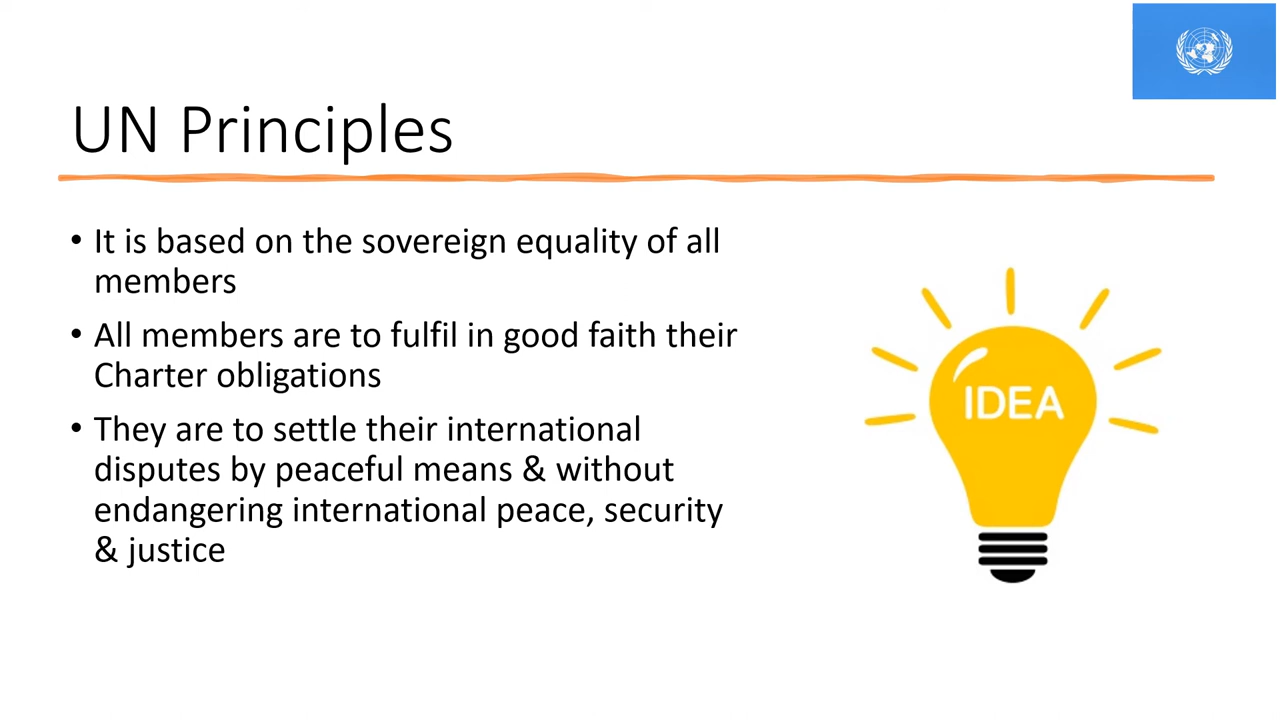 UN Principles
• It is based on the sovereign equality of all
members
• All members are to fulfil in good faith their
Charter obligations
• They are to settle their international
disputes by peaceful means & without
endangering international peace, security
& justice
IDEA